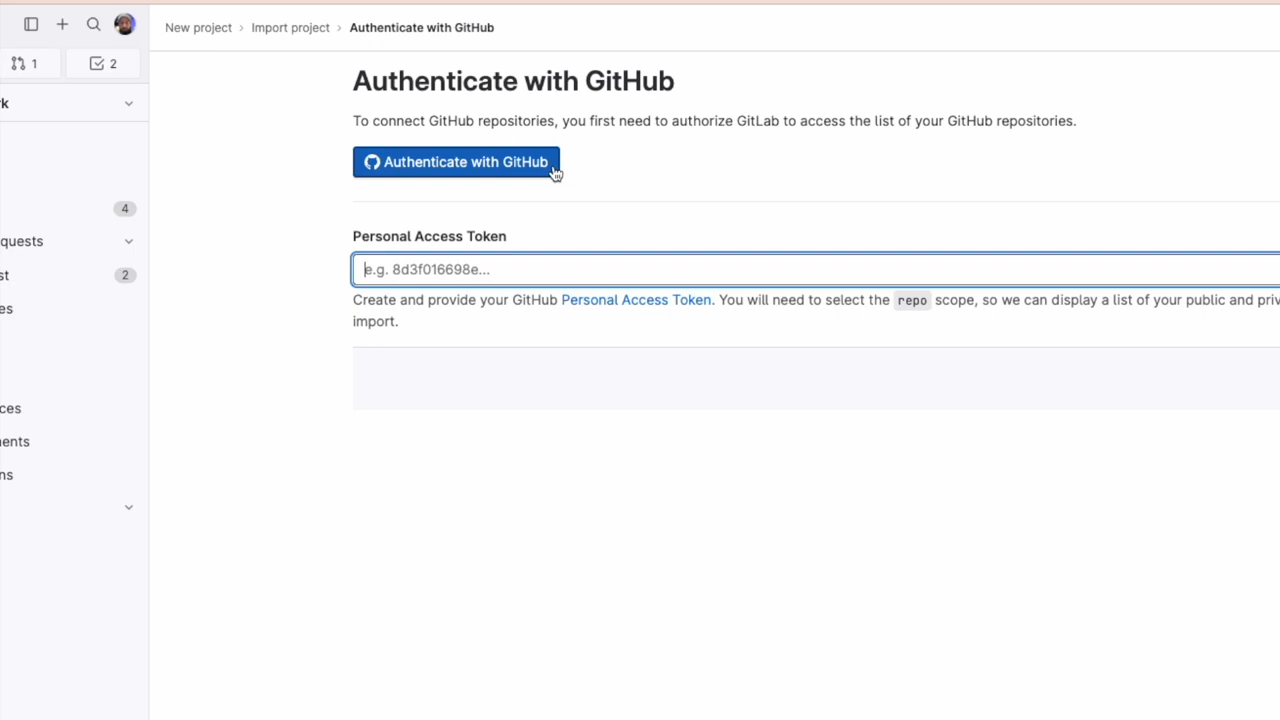 New project › Import project › Authenticate with GitHub
1
2
k
Authenticate with GitHub
To connect GitHub repositories, you first need to authorize GitLab to access the list of your GitHub repositories.
Authenticate with GitHub
4
Personal Access Token
quests
e.g. 8d3f016698e...
st
2
Create and provide your GitHub Personal Access Token. You will need to select the repo scope, so we can display a list of your public and priv
es
import.
ces
ents
ns